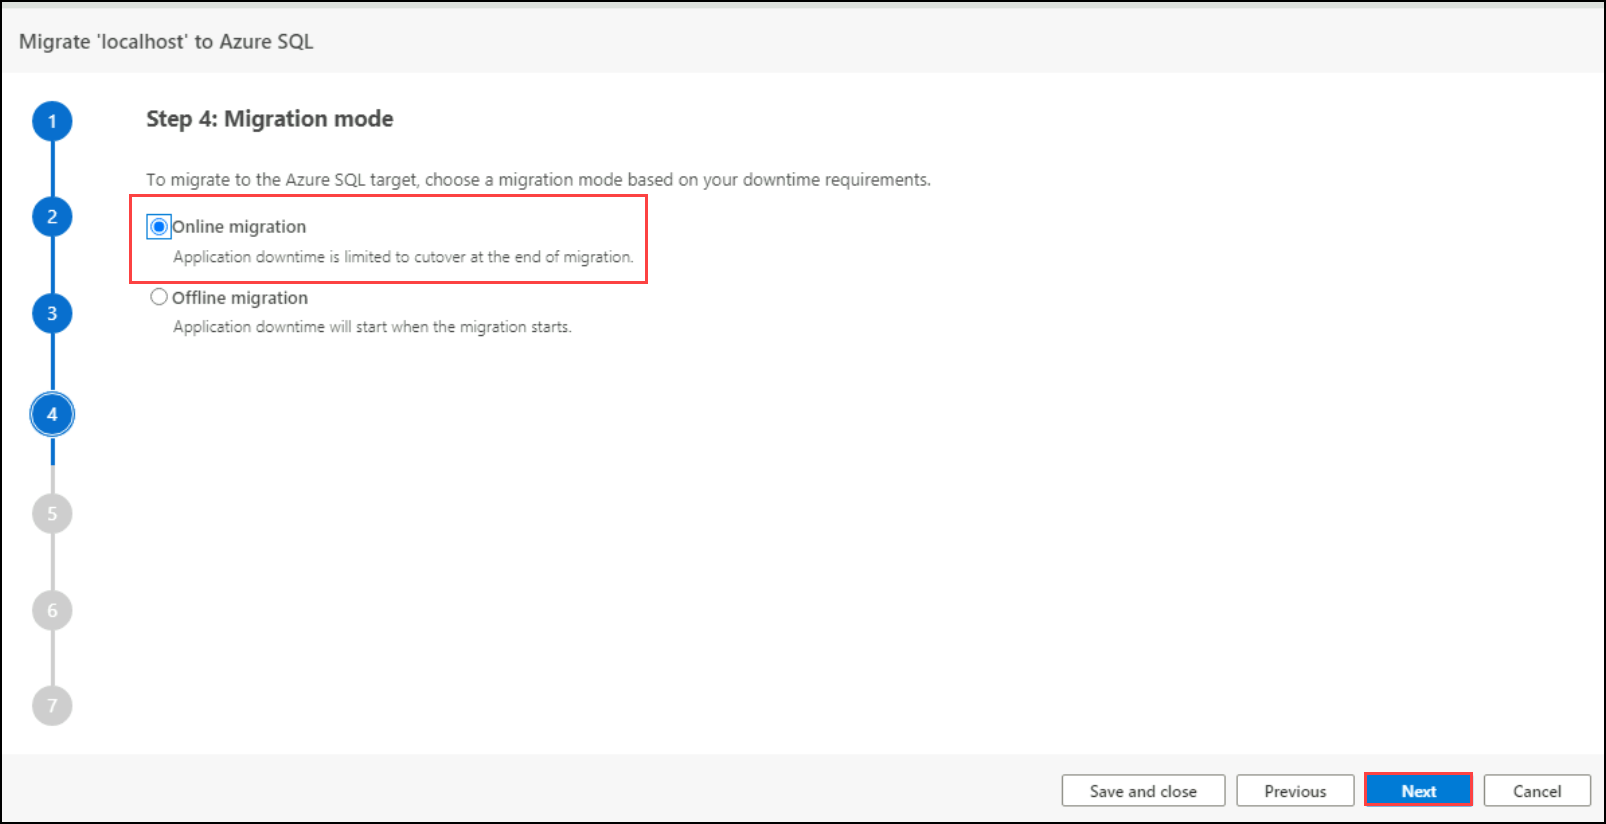 Migrate 'localhost' to Azure SQL
1
Step 4: Migration mode
To migrate to the Azure SQL target, choose a migration mode based on your downtime requirements.
2
Online migration
Application downtime is limited to cutover at the end of migration.
3
Offline migration
Application downtime will start when the migration starts.
4
5
6
7
Save and close
Previous
Next
Cancel